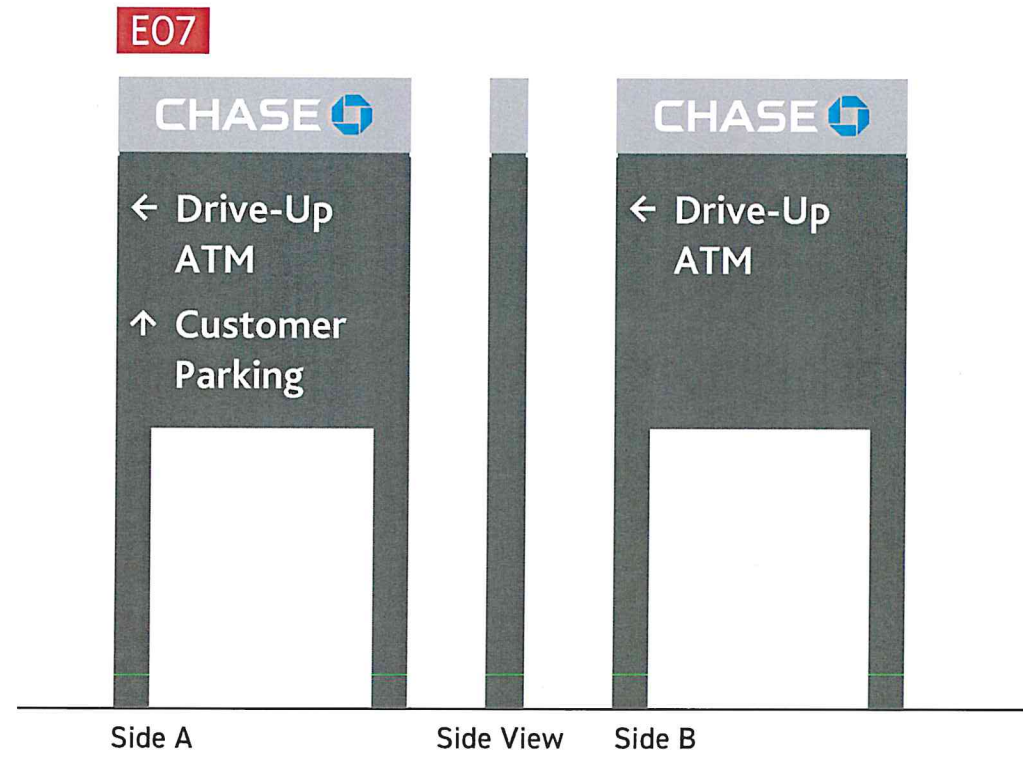 E07
CHASE
← Drive-Up
ATM
↑ Customer
Parking
CHASE
← Drive-Up
ATM
Side A
Side View
Side B